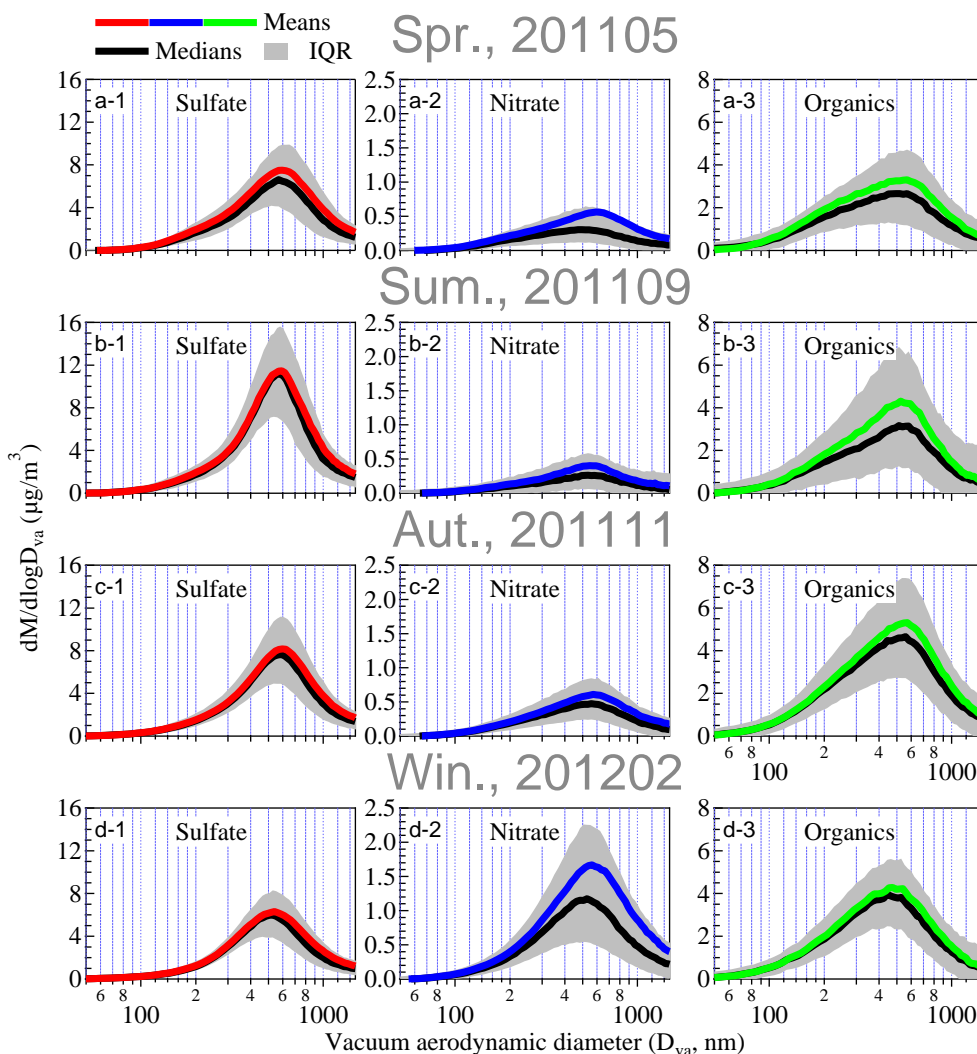 Means
Medians IQR
Spr., 201105
16
12
8
4
0
a-1 Sulfate
2.5
2.0
1.5
1.0
0.5
0.0
a-2 Nitrate
8
6
4
2
0
a-3 Organics
Sum., 201109
16
12
8
4
0
b-1 Sulfate
2.5
2.0
1.5
1.0
0.5
0.0
b-2 Nitrate
8
6
4
2
0
b-3 Organics
dM/dlogDva (µg/m3)
Aut., 201111
16
12
8
4
0
c-1 Sulfate
2.5
2.0
1.5
1.0
0.5
0.0
c-2 Nitrate
8
6
4
2
0
c-3 Organics
6 8 2 4 6 8
100 1000
Win., 201202
16
12
8
4
0
d-1 Sulfate
2.5
2.0
1.5
1.0
0.5
0.0
d-2 Nitrate
8
6
4
2
0
d-3 Organics
6 8 2 4 6 8 6 8 2 4 6 8 6 8 2 4 6 8
100 1000 100 1000 100 1000
Vacuum aerodynamic diameter (Dva, nm)